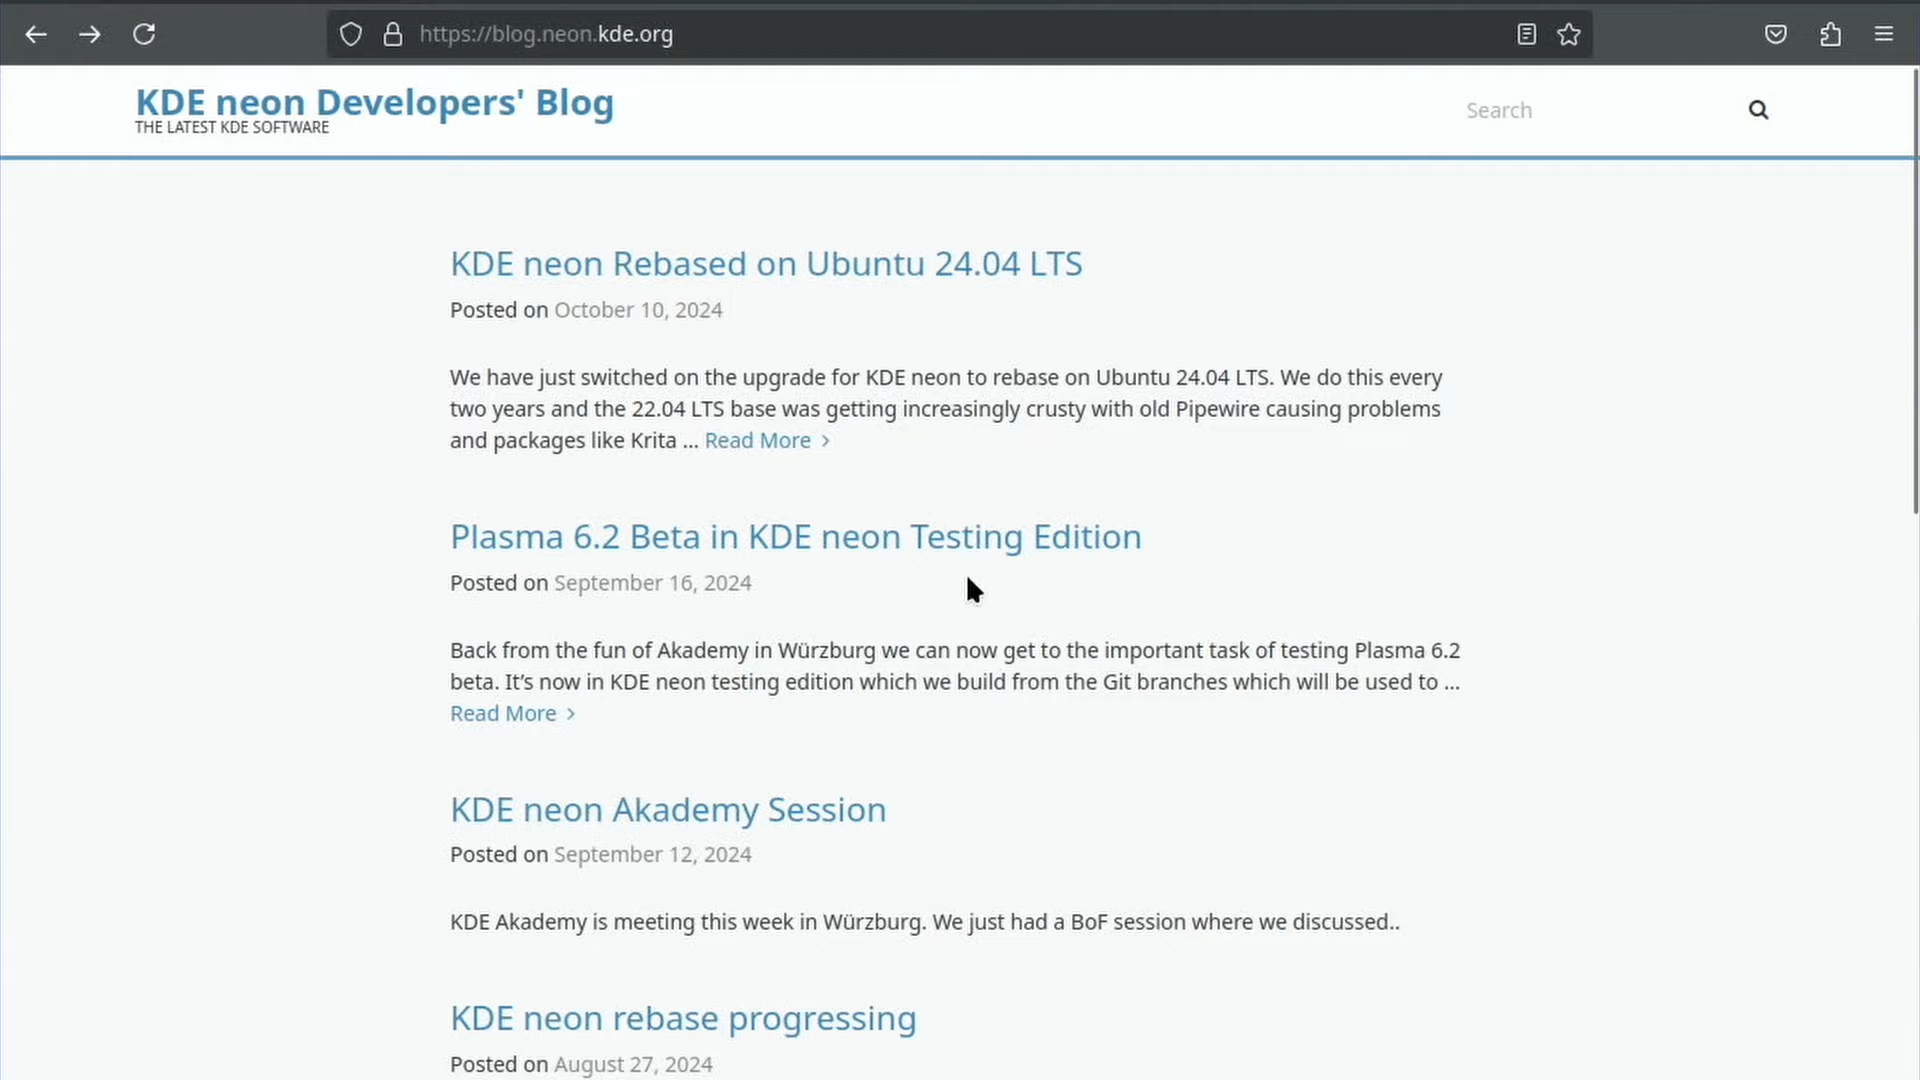 https://blog.neon.kde.org
KDE neon Developers' Blog
THE LATEST KDE SOFTWARE
Search
KDE neon Rebased on Ubuntu 24.04 LTS
Posted on October 10, 2024
We have just switched on the upgrade for KDE neon to rebase on Ubuntu 24.04 LTS. We do this every
two years and the 22.04 LTS base was getting increasingly crusty with old Pipewire causing problems
and packages like Krita ... Read More >
Plasma 6.2 Beta in KDE neon Testing Edition
Posted on September 16, 2024
Back from the fun of Akademy in Würzburg we can now get to the important task of testing Plasma 6.2
beta. It’s now in KDE neon testing edition which we build from the Git branches which will be used to ...
Read More >
KDE neon Akademy Session
Posted on September 12, 2024
KDE Akademy is meeting this week in Würzburg. We just had a BoF session where we discussed..
KDE neon rebase progressing
Posted on August 27, 2024